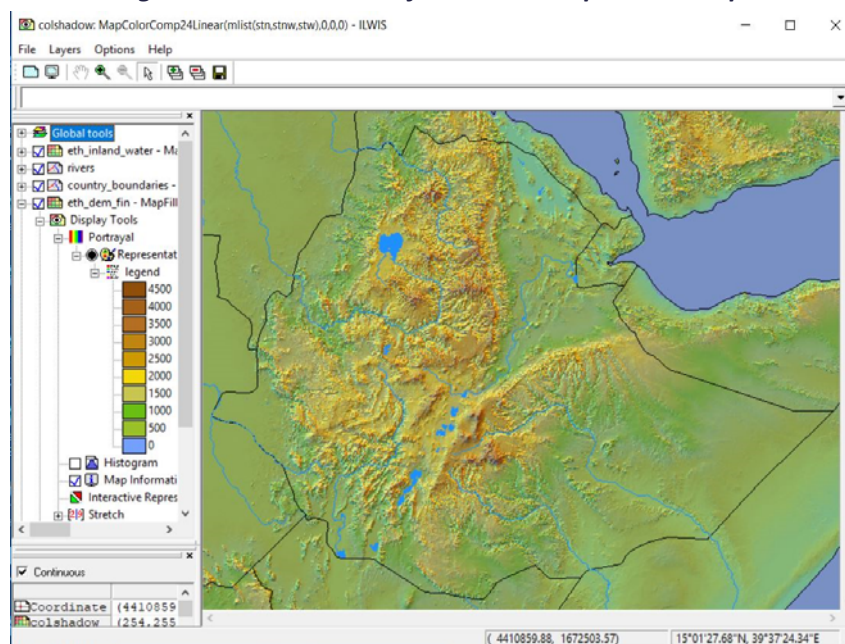 colshadow: MapColorComp24Linear(mlist(stn,stnw,stw),0,0,0) - ILWIS
File Layers Options Help
Global tools
eth_inland_water - Ma
rivers
country_boundaries -
eth_dem_fin - MapFill
Display Tools
Portrayal
Representat
legend
4500
4000
3500
3000
2500
2000
1500
1000
500
0
Histogram
Map Informati
Interactive Repres
Stretch
Continuous
Coordinate (4410859
colshadow (254,255
( 4410859.88, 1672503.57) 15°01'27.68"N, 39°37'24.34"E